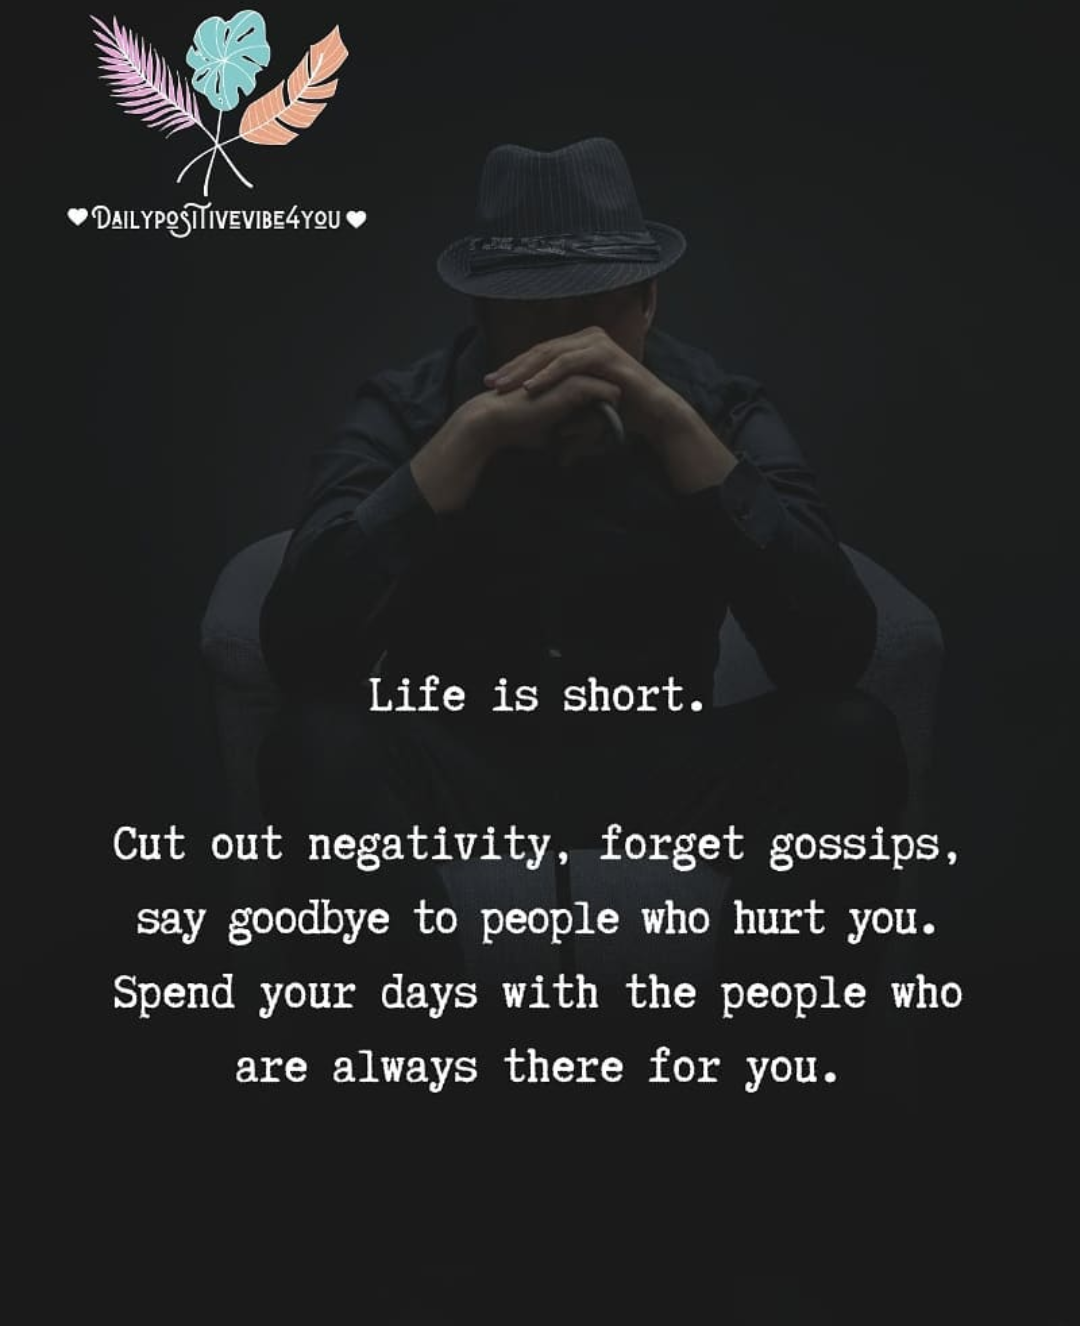 DAILYPOSITIVEVIBE4YOU
Life is short.
Cut out negativity, forget gossips,
say goodbye to people who hurt you.
Spend your days with the people who
are always there for you.